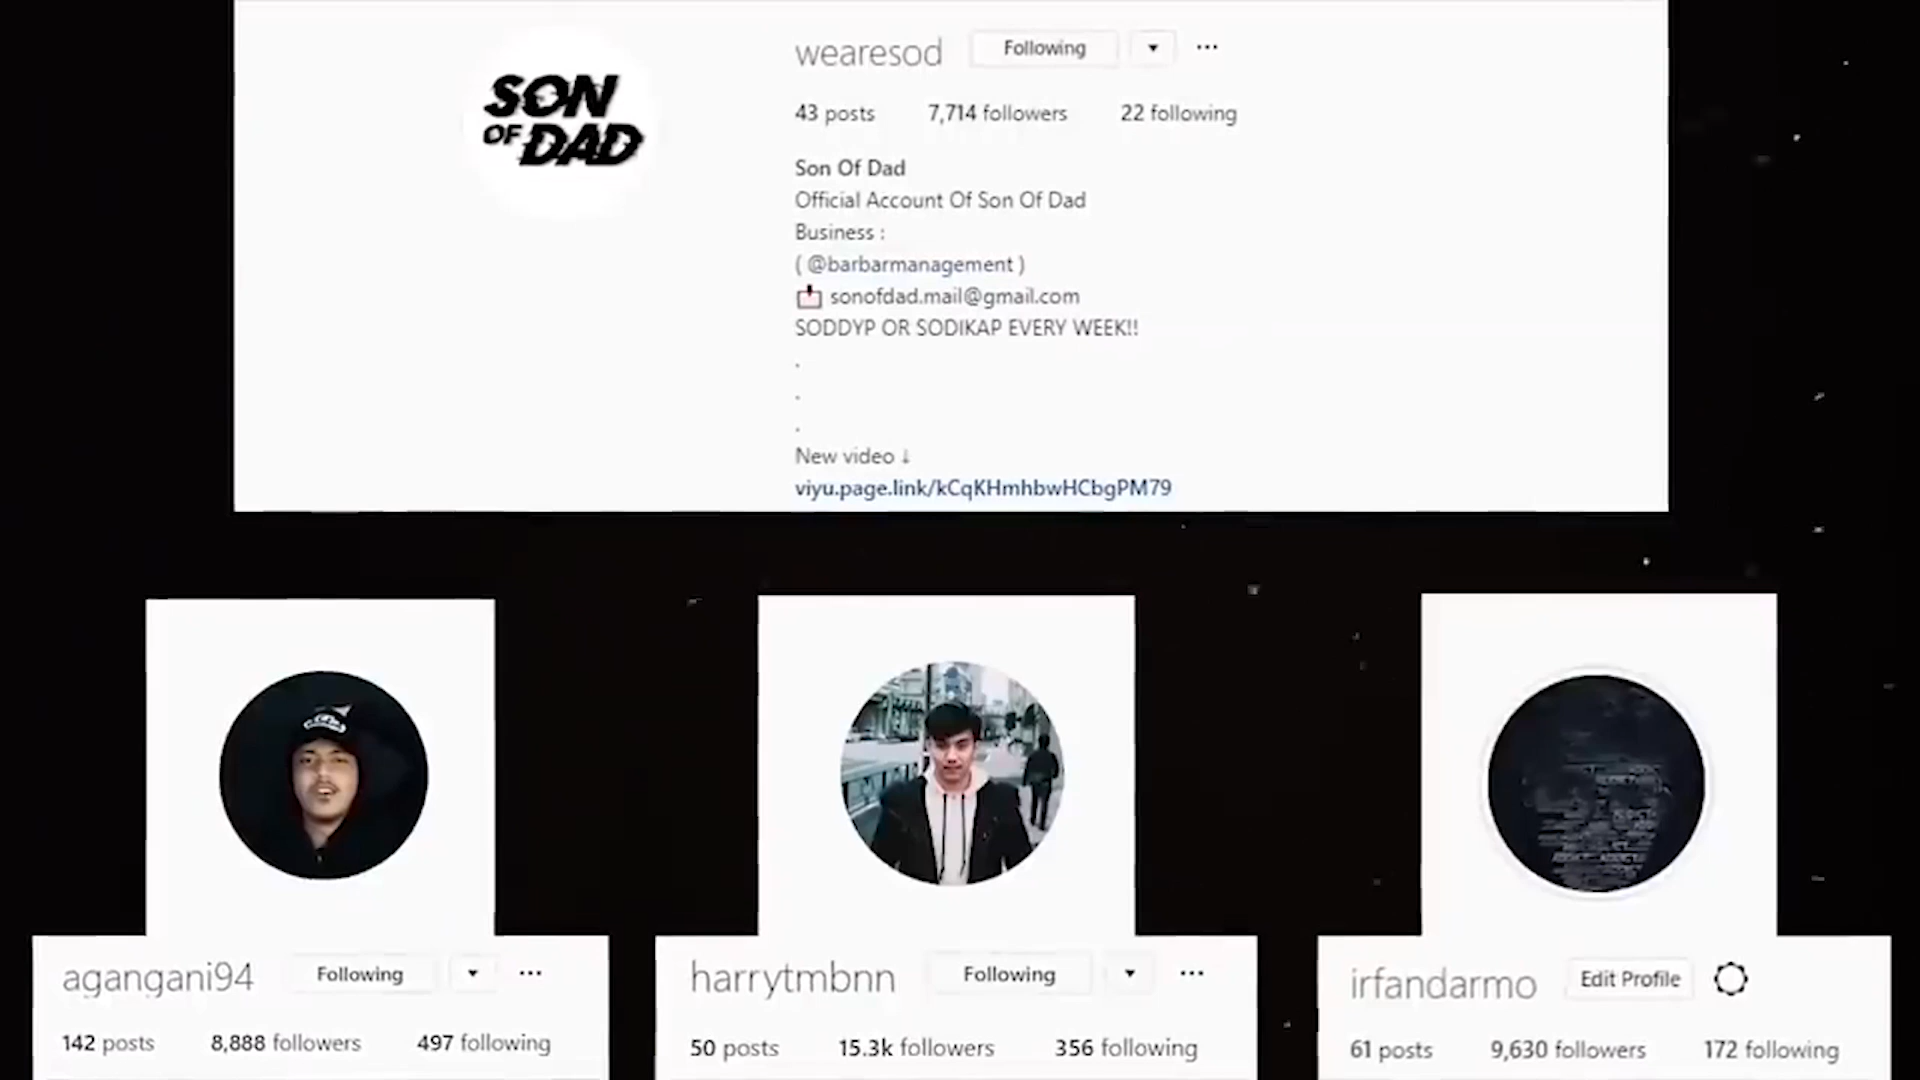 SON
OF DAD
wearesod Following ...
43 posts 7,714 followers 22 following
Son Of Dad
Official Account Of Son Of Dad
Business :
( @barbarmanagement )
sonofdad.mail@gmail.com
SODDYP OR SODIKAP EVERY WEEK!!
.
.
.
New video ↓
viyu.page.link/kCqKHmhbwHCbgPM79
agangani94 Following ...
142 posts 8,888 followers 497 following
harrytmbnn Following ...
50 posts 15.3k followers 356 following
irfandarmo Edit Profile
61 posts 9,630 followers 172 following